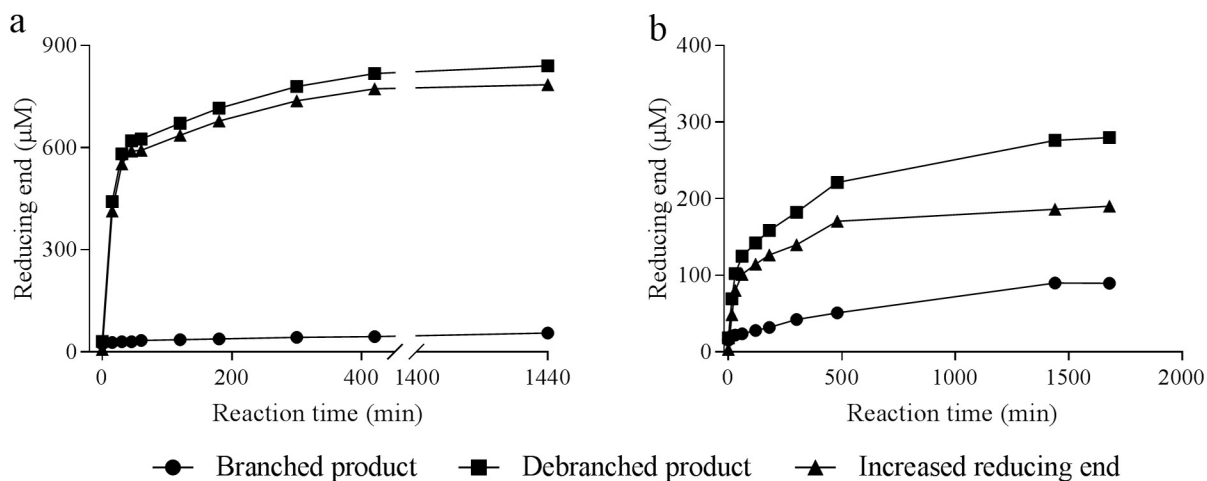 a
900
600
300
0
Reducing end (μM)
0 200 400 1400 1440
Reaction time (min)
b
400
300
200
100
0
Reducing end (μM)
0 500 1000 1500 2000
Reaction time (min)
Branched product Debranched product Increased reducing end